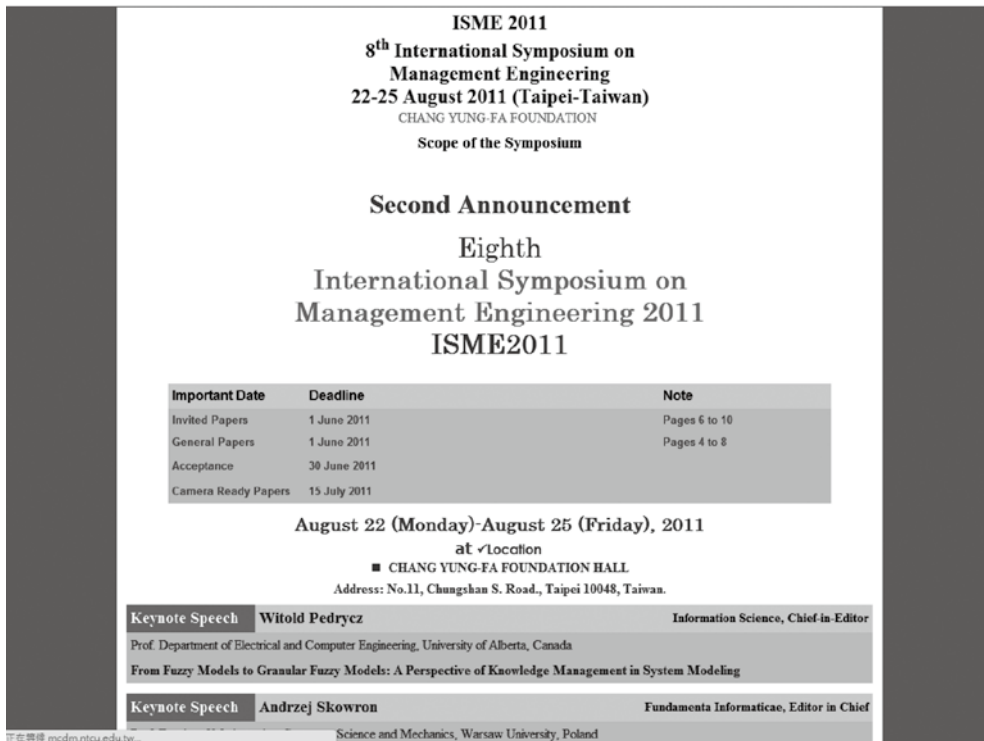 ISME 2011
8th International Symposium on
Management Engineering
22-25 August 2011 (Taipei-Taiwan)
CHANG YUNG-FA FOUNDATION
Scope of the Symposium
Second Announcement
Eighth
International Symposium on
Management Engineering 2011
ISME2011
Important Date Deadline Note
Invited Papers 1 June 2011 Pages 6 to 10
General Papers 1 June 2011 Pages 4 to 8
Acceptance 30 June 2011
Camera Ready Papers 15 July 2011
August 22 (Monday)-August 25 (Friday), 2011
at ✓Location
■ CHANG YUNG-FA FOUNDATION HALL
Address: No.11, Chungshan S. Road., Taipei 10048, Taiwan.
Keynote Speech Witold Pedrycz Information Science, Chief-in-Editor
Prof. Department of Electrical and Computer Engineering, University of Alberta, Canada
From Fuzzy Models to Granular Fuzzy Models: A Perspective of Knowledge Management in System Modeling
Keynote Speech Andrzej Skowron Fundamenta Informaticae, Editor in Chief
Science and Mechanics, Warsaw University, Poland
mcdm.ntcu.edu.tw...